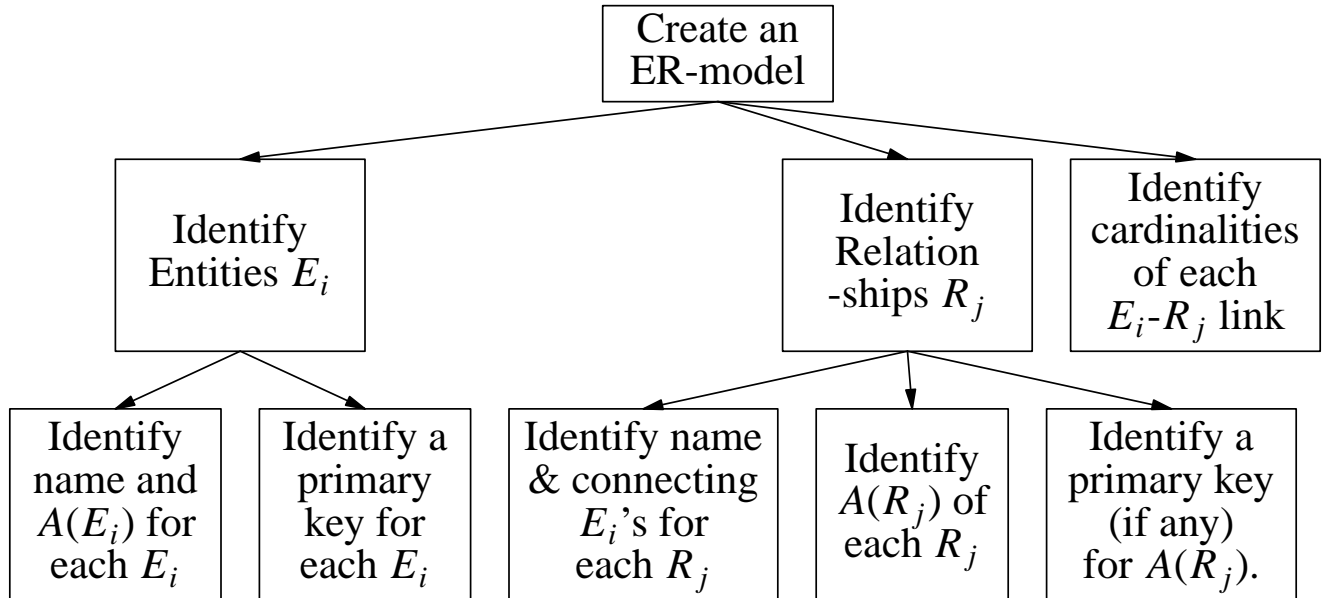 Create an
ER-model
Identify
Entities E_i
Identify
Relation
-ships R_j
Identify
cardinalities
of each
E_i-R_j link
Identify
name and
A(E_i) for
each E_i
Identify a
primary
key for
each E_i
Identify name
& connecting
E_i’s for
each R_j
Identify
A(R_j) of
each R_j
Identify a
primary key
(if any)
for A(R_j).